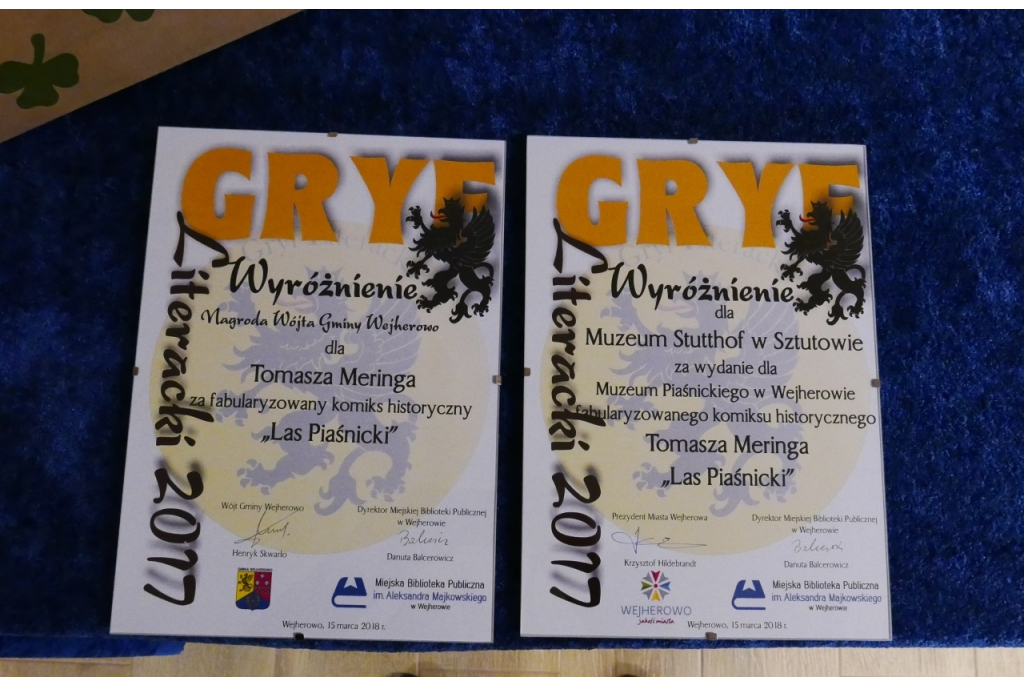 GRYF
Literacki 2017
Wyróżnienie
Nagroda Wójta Gminy Wejherowo
dla
Tomasza Meringa
za fabularyzowany komiks historyczny
„Las Piaśnicki”
Wójt Gminy Wejherowo
Henryk Skwarło
Dyrektor Miejskiej Biblioteki Publicznej
w Wejherowie
Danuta Balcerowicz
Miejska Biblioteka Publiczna
im. Aleksandra Majkowskiego
w Wejherowie
Wejherowo, 15 marca 2018 r.
GRYF
Literacki 2017
Wyróżnienie
dla
Muzeum Stutthof w Sztutowie
za wydanie dla
Muzeum Piaśnickiego w Wejherowie
fabularyzowanego komiksu historycznego
Tomasza Meringa
„Las Piaśnicki”
Prezydent Miasta Wejherowa
Krzysztof Hildebrandt
Dyrektor Miejskiej Biblioteki Publicznej
w Wejherowie
Danuta Balcerowicz
WEJHEROWO
jakość miasta
Miejska Biblioteka Publiczna
im. Aleksandra Majkowskiego
w Wejherowie
Wejherowo, 15 marca 2018 r.